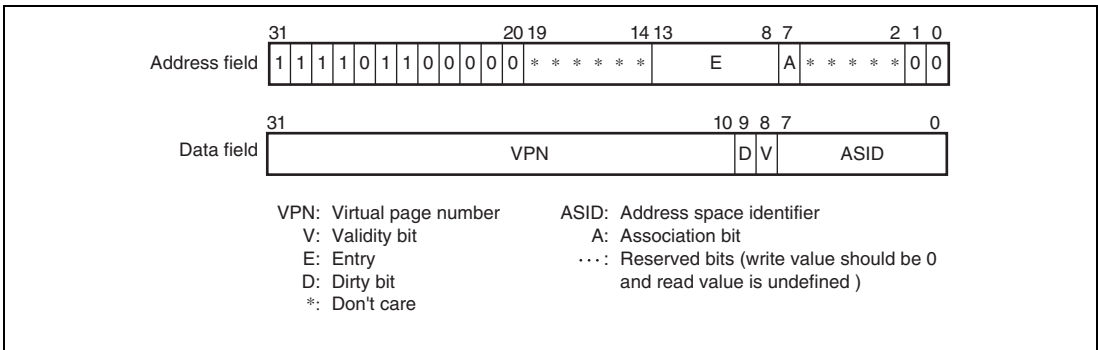 31 20 19 14 13 8 7 2 1 0
Address field 1 1 1 1 0 1 1 0 0 0 0 0 * * * * * * E A * * * * * 0 0
31 10 9 8 7 0
Data field VPN D V ASID
VPN: Virtual page number
V: Validity bit
E: Entry
D: Dirty bit
*: Don't care
ASID: Address space identifier
A: Association bit
···: Reserved bits (write value should be 0
and read value is undefined )